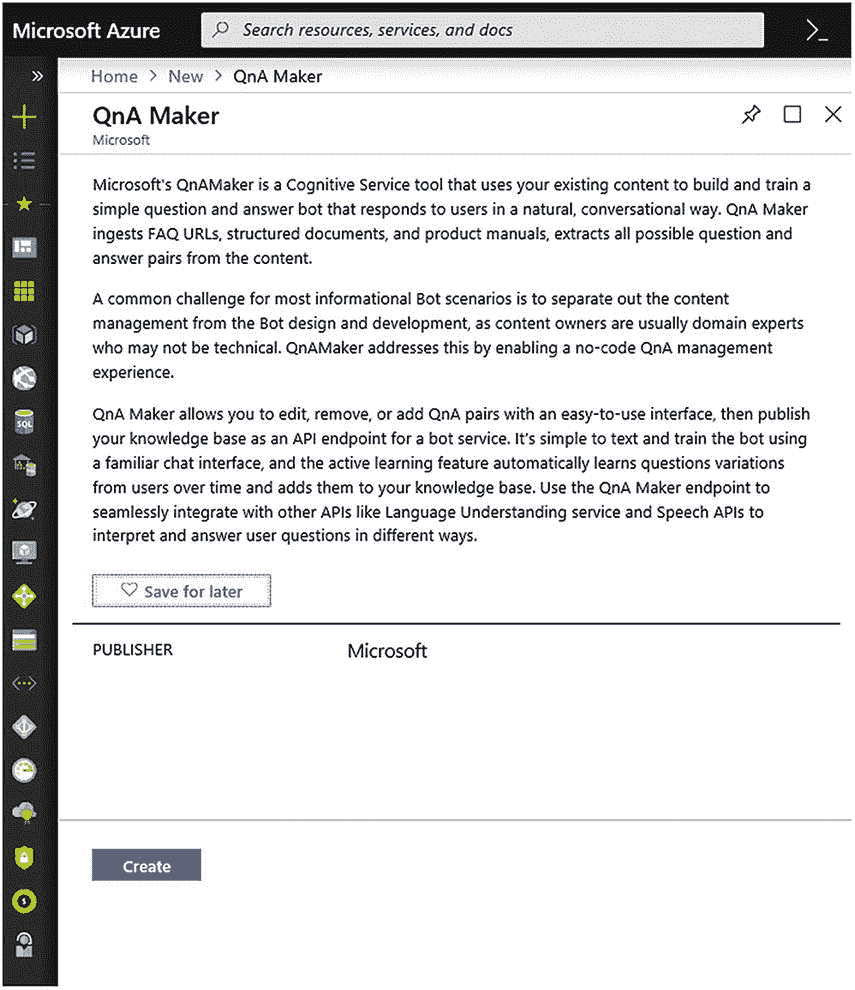 Microsoft Azure
Search resources, services, and docs
Home > New > QnA Maker
QnA Maker
Microsoft
Microsoft's QnAMaker is a Cognitive Service tool that uses your existing content to build and train a
simple question and answer bot that responds to users in a natural, conversational way. QnA Maker
ingests FAQ URLs, structured documents, and product manuals, extracts all possible question and
answer pairs from the content.
A common challenge for most informational Bot scenarios is to separate out the content
management from the Bot design and development, as content owners are usually domain experts
who may not be technical. QnAMaker addresses this by enabling a no-code QnA management
experience.
QnA Maker allows you to edit, remove, or add QnA pairs with an easy-to-use interface, then publish
your knowledge base as an API endpoint for a bot service. It's simple to text and train the bot using
a familiar chat interface, and the active learning feature automatically learns questions variations
from users over time and adds them to your knowledge base. Use the QnA Maker endpoint to
seamlessly integrate with other APIs like Language Understanding service and Speech APIs to
interpret and answer user questions in different ways.
Save for later
PUBLISHER Microsoft
SQL
Create